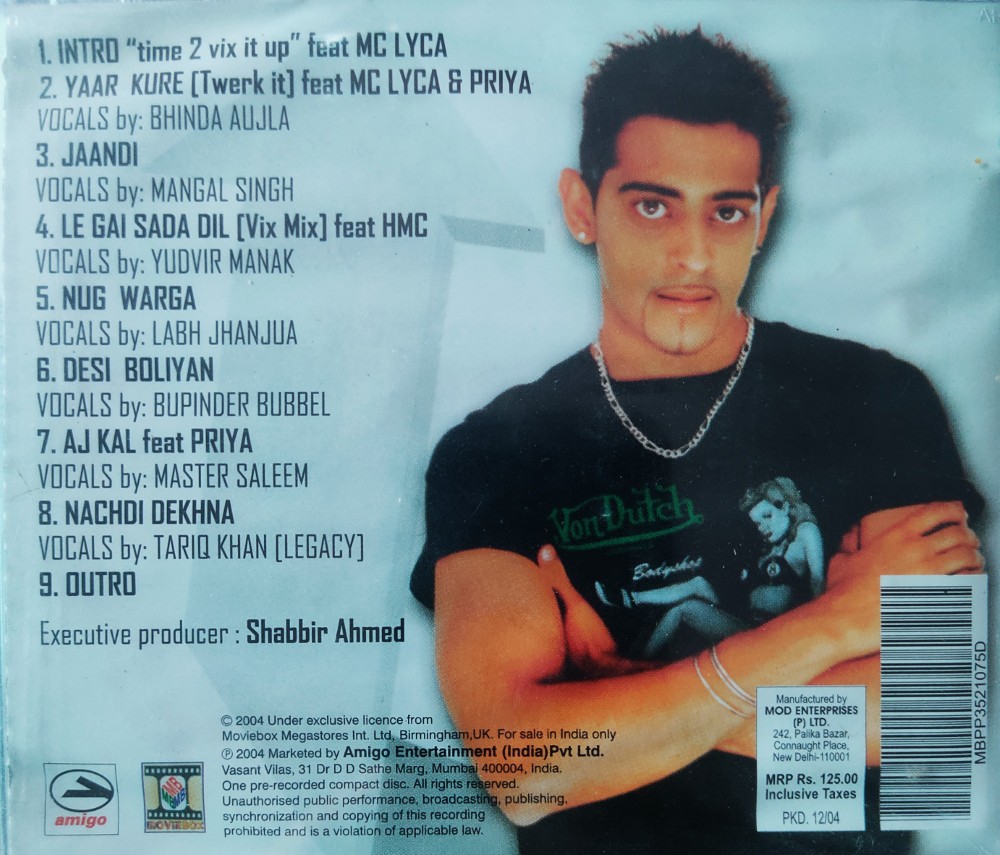 1. INTRO “time 2 vix it up” feat MC LYCA
2. YAAR KURE [Twerk it] feat MC LYCA & PRIYA
VOCALS by: BHINDA AUJLA
3. JAANDI
VOCALS by: MANGAL SINGH
4. LE GAI SADA DIL [Vix Mix] feat HMC
VOCALS by: YUDVIR MANAK
5. NUG WARGA
VOCALS by: LABH JHANJUA
6. DESI BOLIYAN
VOCALS by: BUPINDER BUBBEL
7. AJ KAL feat PRIYA
VOCALS by: MASTER SALEEM
8. NACHDI DEKHNA
VOCALS by: TARIQ KHAN [LEGACY]
9. OUTRO
Executive producer : Shabbir Ahmed
Von Dutch
Bodyshop
© 2004 Under exclusive licence from
Moviebox Megastores Int. Ltd, Birmingham,UK. For sale in India only
℗ 2004 Marketed by Amigo Entertainment (India)Pvt Ltd.
Vasant Vilas, 31 Dr D D Sathe Marg, Mumbai 400004, India.
One pre-recorded compact disc. All rights reserved.
Unauthorised public performance, broadcasting, publishing,
synchronization and copying of this recording
prohibited and is a violation of applicable law.
amigo
MOVIEBOX
Manufactured by
MOD ENTERPRISES
(P) LTD.
242, Palika Bazar,
Connaught Place,
New Delhi-110001
MRP Rs. 125.00
Inclusive Taxes
PKD. 12/04
MBPP3521075D